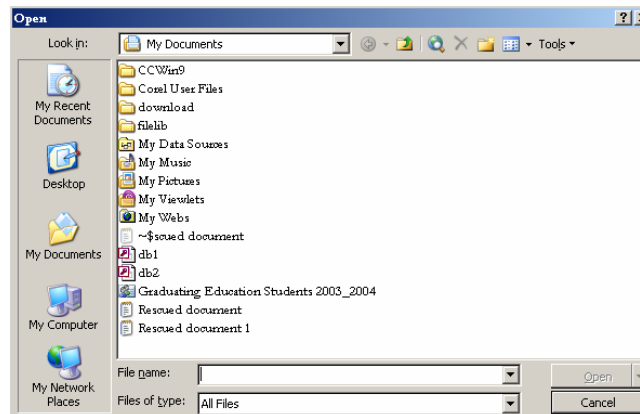 Open
Look in: My Documents Tools
My Recent
Documents
Desktop
My Documents
My Computer
My Network
Places
CCWin9
Corel User Files
download
filelib
My Data Sources
My Music
My Pictures
My Viewlets
My Webs
~$scued document
db1
db2
Graduating Education Students 2003_2004
Rescued document
Rescued document 1
File name: Open
Files of type: All Files Cancel